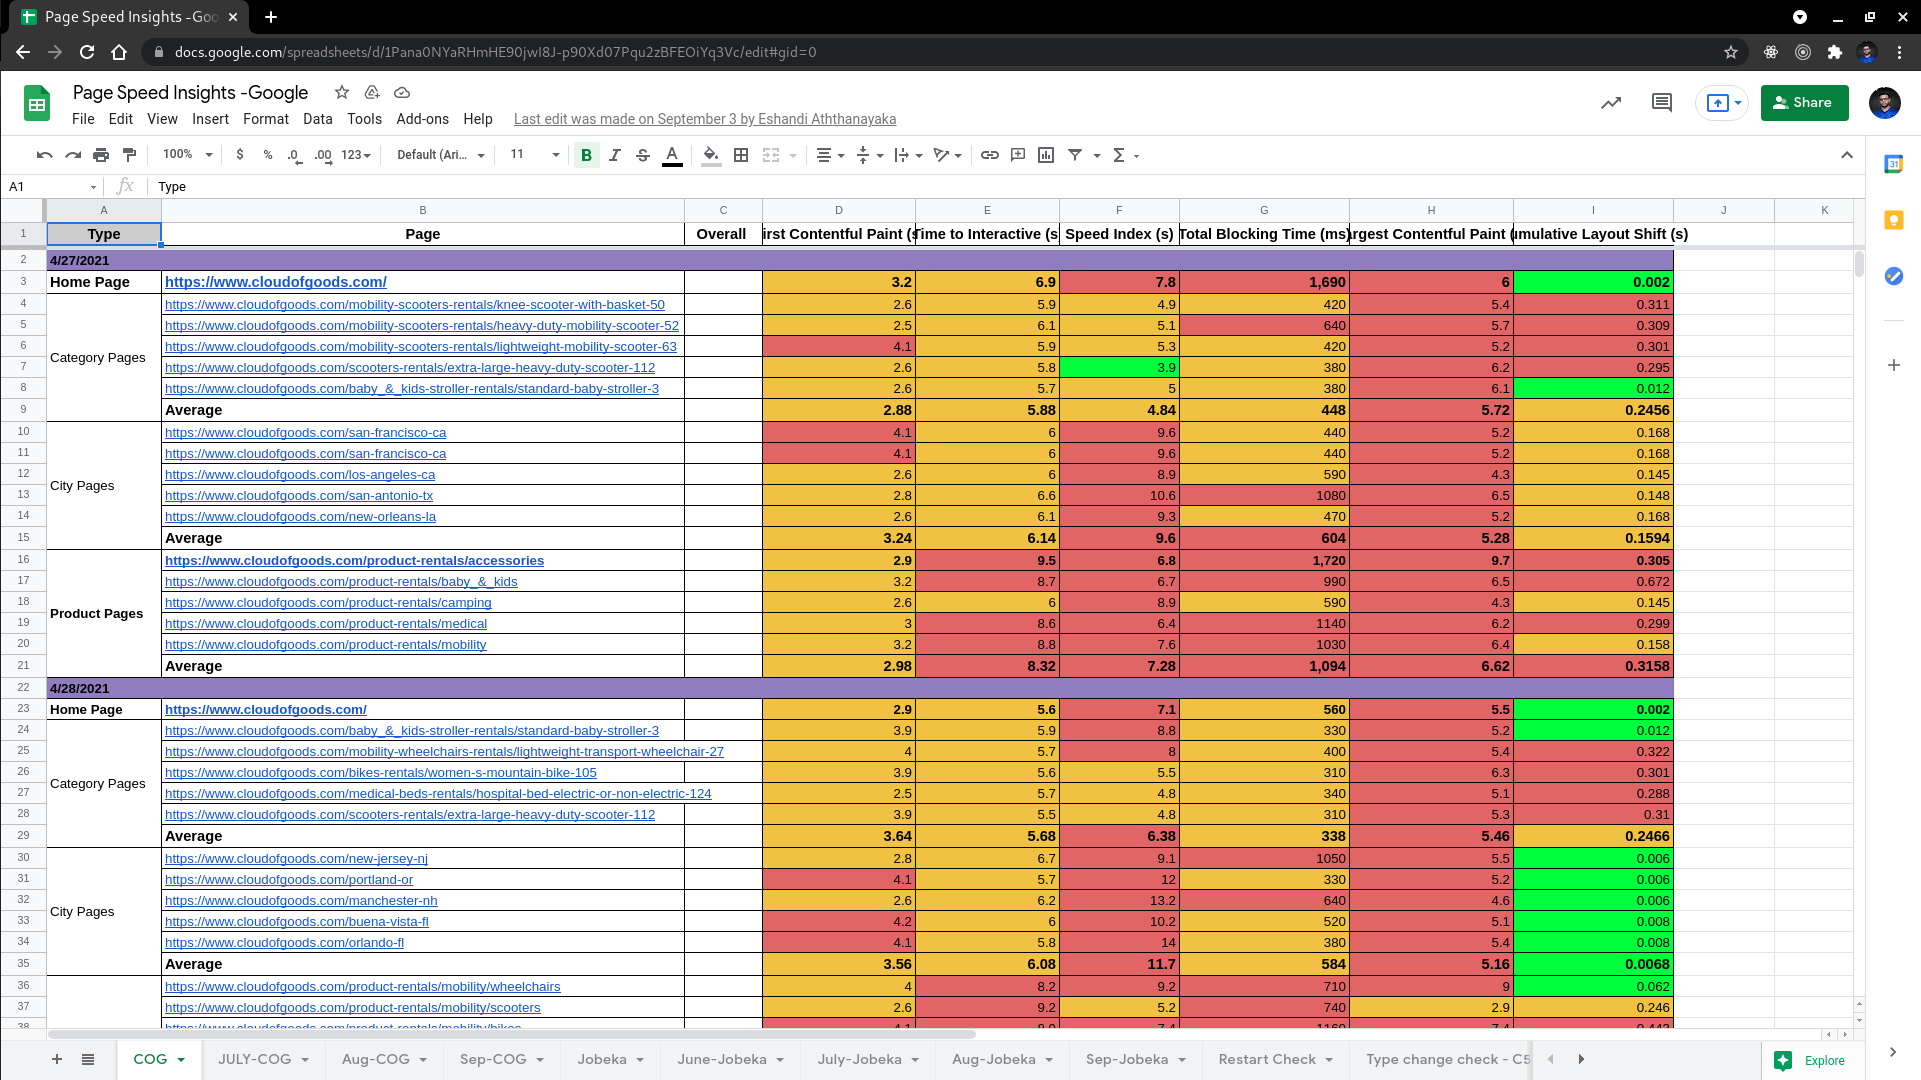 Page Speed Insights -Goo
docs.google.com/spreadsheets/d/1Pana0NYaRHmHE90jwI8J-p90Xd07Pqu2zBFEOiYq3Vc/edit#gid=0
Page Speed Insights -Google
File Edit View Insert Format Data Tools Add-ons Help Last edit was made on September 3 by Eshandi Aththanayaka
Share
100% $ % .0 .00 123 Default (Ari... 11 B I S A Σ
31
A1 fx Type
A B C D E F G H I J K
1 Type Page Overall irst Contentful Paint (s Time to Interactive (s Speed Index (s) Total Blocking Time (ms) argest Contentful Paint ( umulative Layout Shift (s)
2 4/27/2021
3 Home Page https://www.cloudofgoods.com/ 3.2 6.9 7.8 1,690 6 0.002
4 https://www.cloudofgoods.com/mobility-scooters-rentals/knee-scooter-with-basket-50 2.6 5.9 4.9 420 5.4 0.311
5 https://www.cloudofgoods.com/mobility-scooters-rentals/heavy-duty-mobility-scooter-52 2.5 6.1 5.1 640 5.7 0.309
6 https://www.cloudofgoods.com/mobility-scooters-rentals/lightweight-mobility-scooter-63 4.1 5.9 5.3 420 5.2 0.301
Category Pages
7 https://www.cloudofgoods.com/scooters-rentals/extra-large-heavy-duty-scooter-112 2.6 5.8 3.9 380 6.2 0.295
8 https://www.cloudofgoods.com/baby_&_kids-stroller-rentals/standard-baby-stroller-3 2.6 5.7 5 380 6.1 0.012
9 Average 2.88 5.88 4.84 448 5.72 0.2456
10 https://www.cloudofgoods.com/san-francisco-ca 4.1 6 9.6 440 5.2 0.168
11 https://www.cloudofgoods.com/san-francisco-ca 4.1 6 9.6 440 5.2 0.168
12 https://www.cloudofgoods.com/los-angeles-ca 2.6 6 8.9 590 4.3 0.145
City Pages
13 https://www.cloudofgoods.com/san-antonio-tx 2.8 6.6 10.6 1080 6.5 0.148
14 https://www.cloudofgoods.com/new-orleans-la 2.6 6.1 9.3 470 5.2 0.168
15 Average 3.24 6.14 9.6 604 5.28 0.1594
16 https://www.cloudofgoods.com/product-rentals/accessories 2.9 9.5 6.8 1,720 9.7 0.305
17 https://www.cloudofgoods.com/product-rentals/baby_&_kids 3.2 8.7 6.7 990 6.5 0.672
18 https://www.cloudofgoods.com/product-rentals/camping 2.6 6 8.9 590 4.3 0.145
Product Pages
19 https://www.cloudofgoods.com/product-rentals/medical 3 8.6 6.4 1140 6.2 0.299
20 https://www.cloudofgoods.com/product-rentals/mobility 3.2 8.8 7.6 1030 6.4 0.158
21 Average 2.98 8.32 7.28 1,094 6.62 0.3158
22 4/28/2021
23 Home Page https://www.cloudofgoods.com/ 2.9 5.6 7.1 560 5.5 0.002
24 https://www.cloudofgoods.com/baby_&_kids-stroller-rentals/standard-baby-stroller-3 3.9 5.9 8.8 330 5.2 0.012
25 https://www.cloudofgoods.com/mobility-wheelchairs-rentals/lightweight-transport-wheelchair-27 4 5.7 8 400 5.4 0.322
26 https://www.cloudofgoods.com/bikes-rentals/women-s-mountain-bike-105 3.9 5.6 5.5 310 6.3 0.301
Category Pages
27 https://www.cloudofgoods.com/medical-beds-rentals/hospital-bed-electric-or-non-electric-124 2.5 5.7 4.8 340 5.1 0.288
28 https://www.cloudofgoods.com/scooters-rentals/extra-large-heavy-duty-scooter-112 3.9 5.5 4.8 310 5.3 0.31
29 Average 3.64 5.68 6.38 338 5.46 0.2466
30 https://www.cloudofgoods.com/new-jersey-nj 2.8 6.7 9.1 1050 5.5 0.006
31 https://www.cloudofgoods.com/portland-or 4.1 5.7 12 330 5.2 0.006
32 https://www.cloudofgoods.com/manchester-nh 2.6 6.2 13.2 640 4.6 0.006
City Pages
33 https://www.cloudofgoods.com/buena-vista-fl 4.2 6 10.2 520 5.1 0.008
34 https://www.cloudofgoods.com/orlando-fl 4.1 5.8 14 380 5.4 0.008
35 Average 3.56 6.08 11.7 584 5.16 0.0068
36 https://www.cloudofgoods.com/product-rentals/mobility/wheelchairs 4 8.2 9.2 710 9 0.062
37 https://www.cloudofgoods.com/product-rentals/mobility/scooters 2.6 9.2 5.2 740 2.9 0.246
38 https://www.cloudofgoods.com/product-rentals/mobility/bikes
COG JULY-COG Aug-COG Sep-COG Jobeka June-Jobeka July-Jobeka Aug-Jobeka Sep-Jobeka Restart Check Type change check - C5 Explore